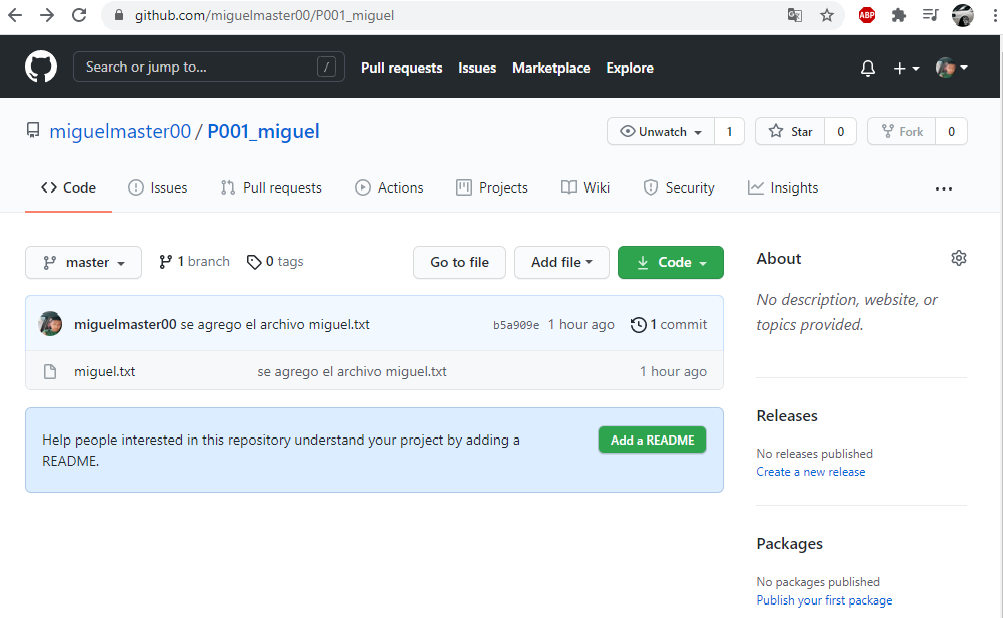 github.com/miguelmaster00/P001_miguel
ABP
Search or jump to... /
Pull requests Issues Marketplace Explore
miguelmaster00 / P001_miguel
Unwatch 1 Star 0 Fork 0
Code Issues Pull requests Actions Projects Wiki Security Insights
master 1 branch 0 tags Go to file Add file Code
miguelmaster00 se agrego el archivo miguel.txt b5a909e 1 hour ago 1 commit
miguel.txt se agrego el archivo miguel.txt 1 hour ago
Help people interested in this repository understand your project by adding a
README.
Add a README
About
No description, website, or
topics provided.
Releases
No releases published
Create a new release
Packages
No packages published
Publish your first package